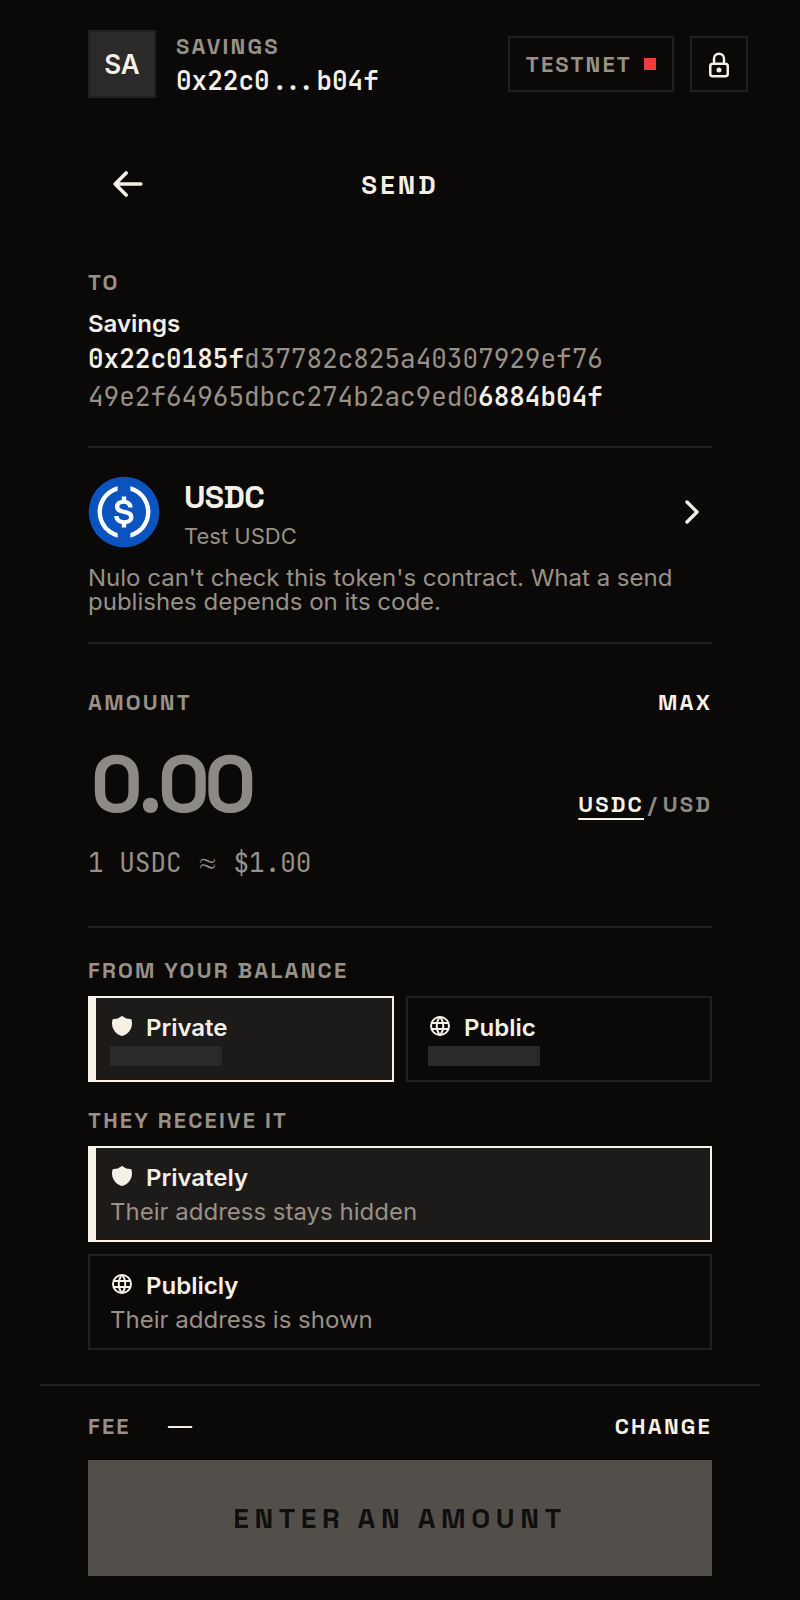 SA
SAVINGS
0x22c0...b04f
TESTNET
SEND
TO
Savings
0x22c0185fd37782c825a40307929ef76
49e2f64965dbcc274b2ac9ed06884b04f
USDC
Test USDC
Nulo can't check this token's contract. What a send
publishes depends on its code.
AMOUNT
MAX
0.00
USDC / USD
1 USDC ≈ $1.00
FROM YOUR BALANCE
Private
Public
THEY RECEIVE IT
Privately
Their address stays hidden
Publicly
Their address is shown
FEE —
CHANGE
ENTER AN AMOUNT